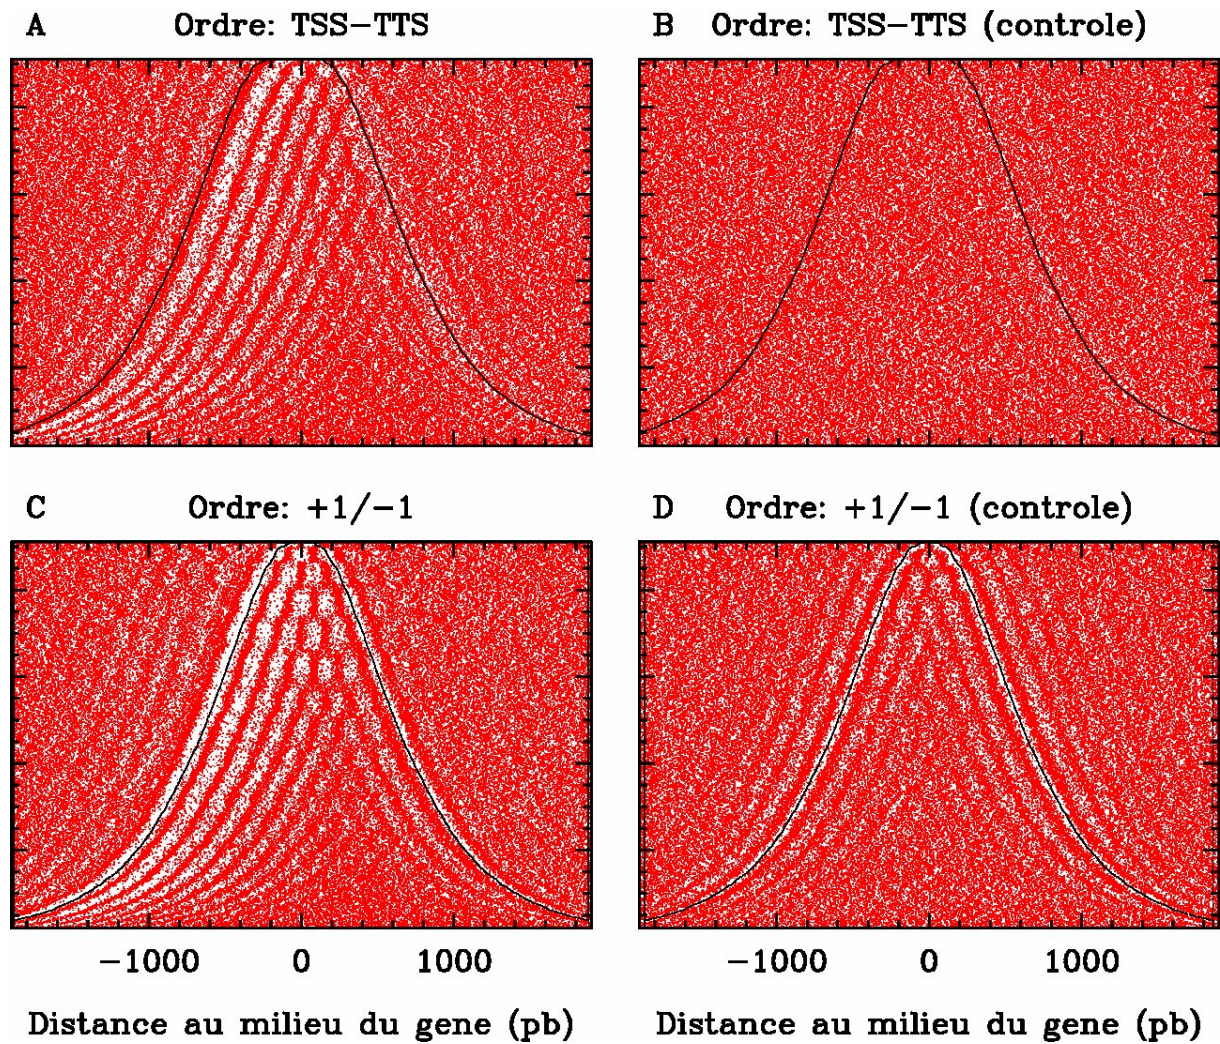 A Ordre: TSS-TTS
B Ordre: TSS-TTS (controle)
C Ordre: +1/-1
D Ordre: +1/-1 (controle)
-1000 0 1000
-1000 0 1000
Distance au milieu du gene (pb)
Distance au milieu du gene (pb)